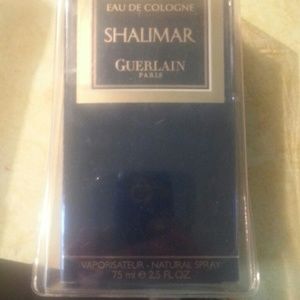 EAU DE COLOGNE
SHALIMAR
GUERLAIN
PARIS
VAPORISATEUR - NATURAL SPRAY
75 ml e 2,5 FL.OZ